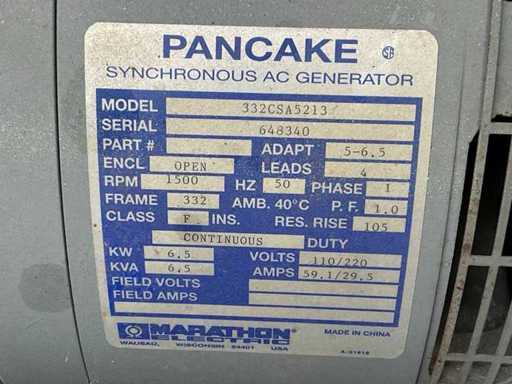 PANCAKE
SYNCHRONOUS AC GENERATOR
MODEL 332CSA5213
SERIAL 648340
PART # ADAPT 5-6.5
ENCL OPEN LEADS 4
RPM 1500 HZ 50 PHASE 1
FRAME 332 AMB. 40°C P.F. 1.0
CLASS F INS. RES. RISE 105
CONTINUOUS DUTY
KW 6.5 VOLTS 110/220
KVA 6.5 AMPS 59.1/29.5
FIELD VOLTS
FIELD AMPS
MARATHON
ELECTRIC
MADE IN CHINA
WAUSAU, WISCONSIN 54401 USA